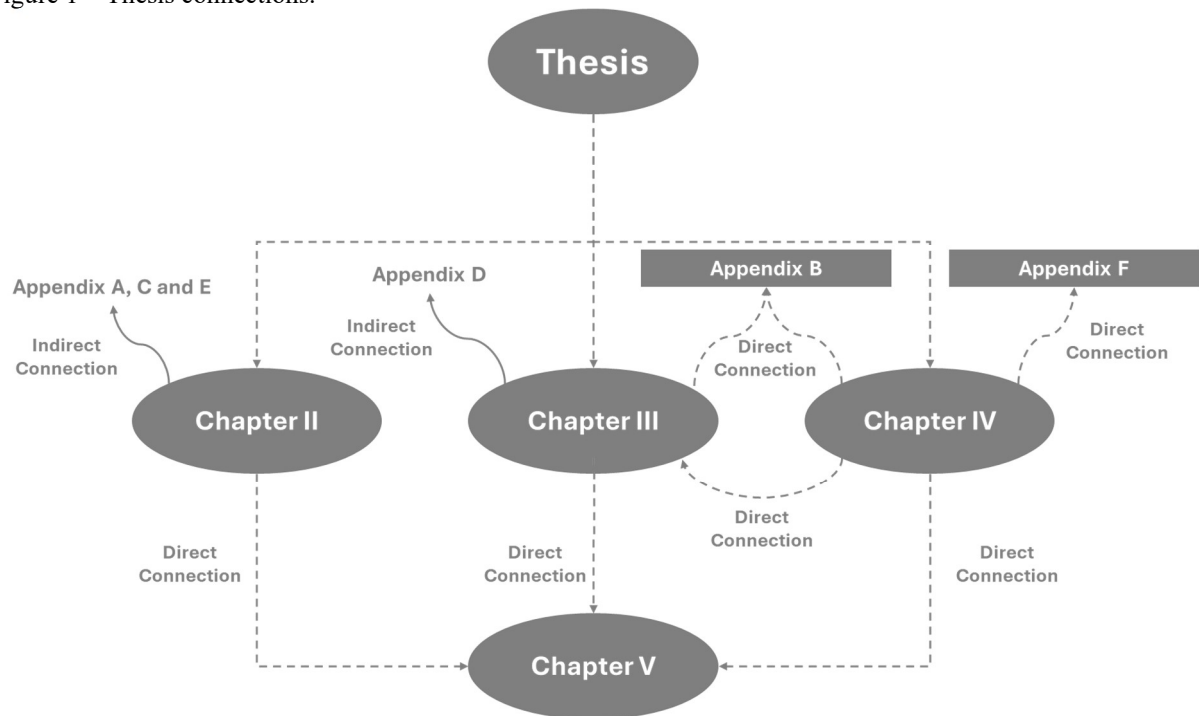 Figure 1 – Thesis connections.
Thesis
Appendix A, C and E
Appendix D
Appendix B
Appendix F
Indirect
Connection
Indirect
Connection
Direct
Connection
Direct
Connection
Chapter II
Chapter III
Chapter IV
Direct
Connection
Direct
Connection
Direct
Connection
Direct
Connection
Chapter V